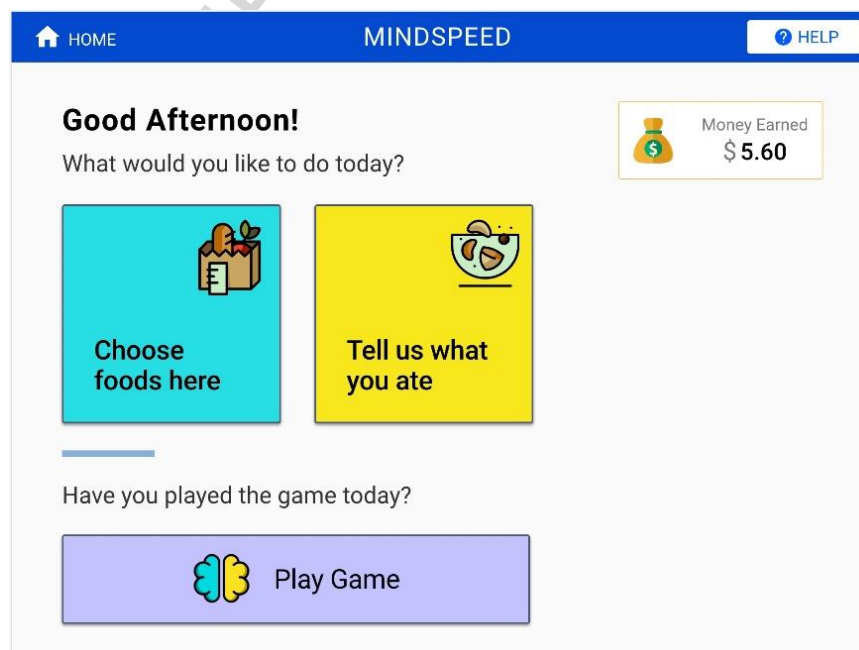 HOME
MINDSPEED
HELP
Good Afternoon!
What would you like to do today?
Money Earned
$ 5.60
Choose
foods here
Tell us what
you ate
Have you played the game today?
Play Game